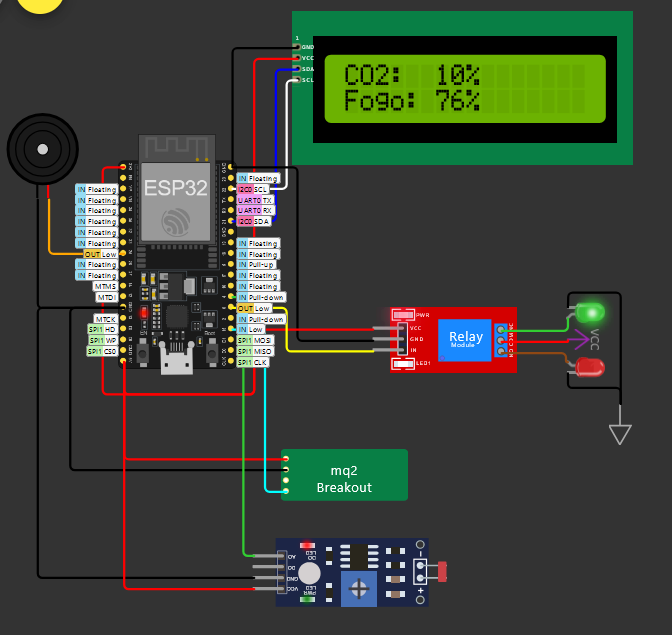 1
GND
VCC
SDA
SCL
CO2: 10%
Fogo: 76%
ESP32
IN Floating
IN Floating
IN Floating
IN Floating
IN Floating
IN Floating
OUT Low
IN Floating
IN Floating
MTMS
MTDI
MTCK
SPI1 HD
SPI1 WP
SPI1 CS0
IN Floating
I2C0 SCL
UART0 TX
UART0 RX
I2C0 SDA
IN Floating
IN Floating
IN Pull-up
IN Floating
IN Floating
IN Pull-down
OUT Low
IN Pull-down
IN Low
SPI1 MOSI
SPI1 MISO
SPI1 CLK
PWR
VCC
GND
IN
LED1
Relay
Module
VCC
mq2
Breakout
AO
DO
GND
VCC
DO
LED
PWR
LED